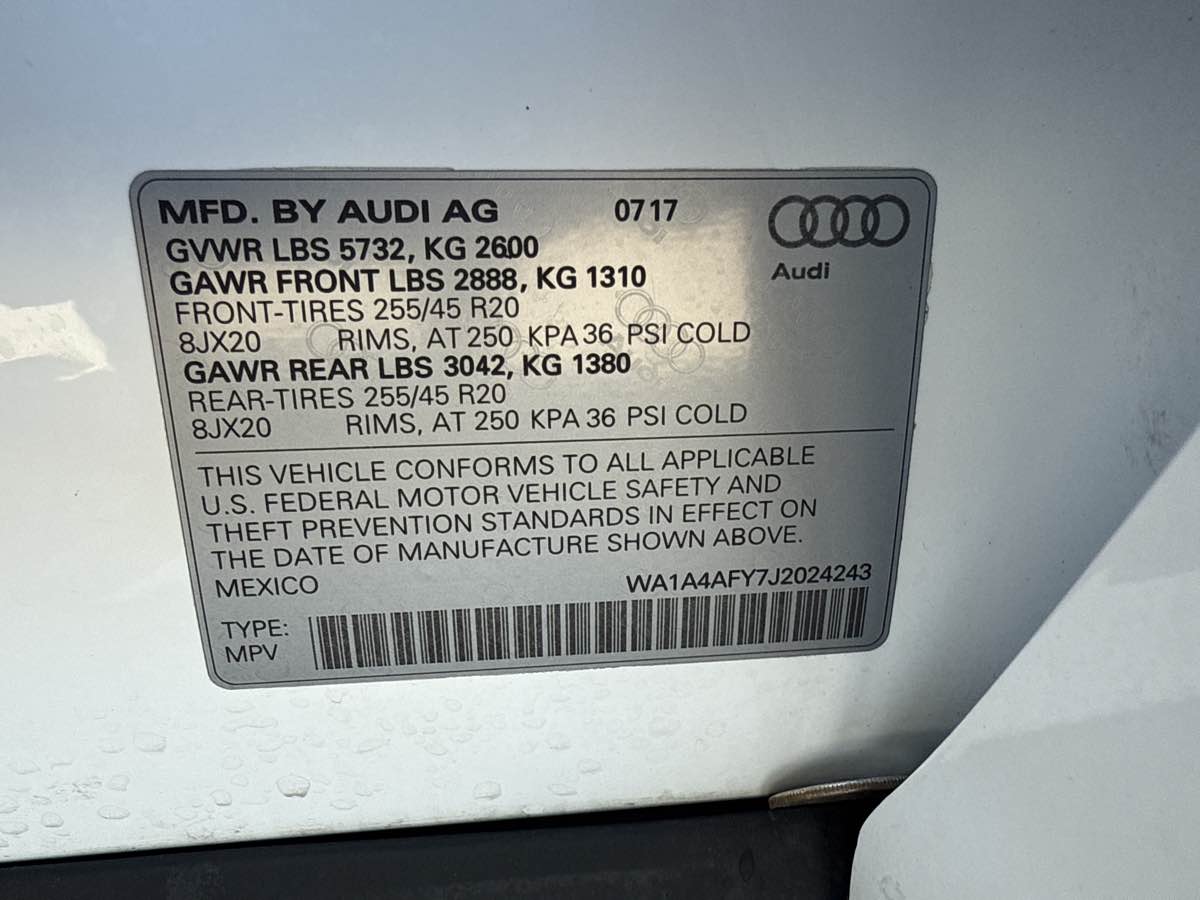 MFD. BY AUDI AG 0717
Audi
GVWR LBS 5732, KG 2600
GAWR FRONT LBS 2888, KG 1310
FRONT-TIRES 255/45 R20
8JX20 RIMS, AT 250 KPA 36 PSI COLD
GAWR REAR LBS 3042, KG 1380
REAR-TIRES 255/45 R20
8JX20 RIMS, AT 250 KPA 36 PSI COLD
THIS VEHICLE CONFORMS TO ALL APPLICABLE
U.S. FEDERAL MOTOR VEHICLE SAFETY AND
THEFT PREVENTION STANDARDS IN EFFECT ON
THE DATE OF MANUFACTURE SHOWN ABOVE.
MEXICO WA1A4AFY7J2024243
TYPE:
MPV